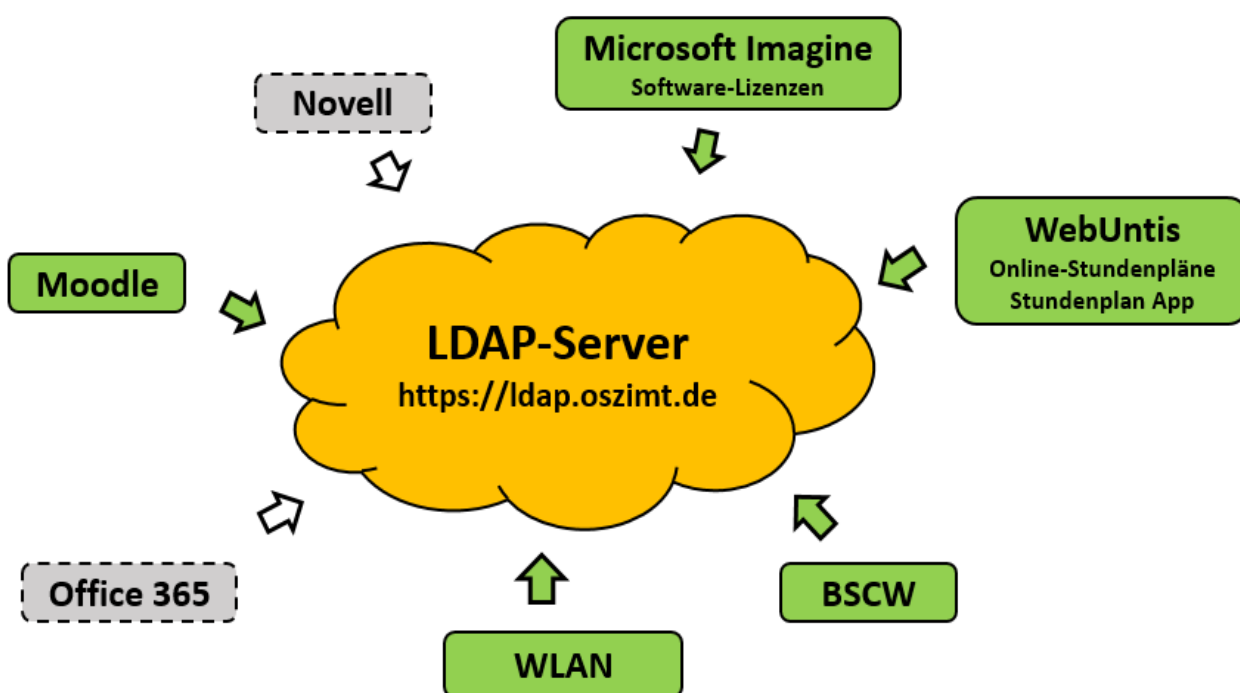 Microsoft Imagine
Software-Lizenzen
Novell
WebUntis
Online-Stundenpläne
Stundenplan App
Moodle
LDAP-Server
https://ldap.oszimt.de
Office 365
BSCW
WLAN